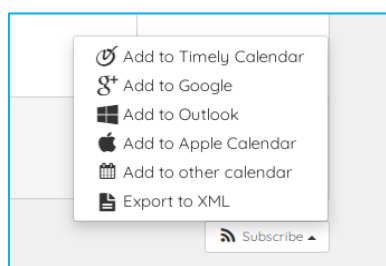 Add to Timely Calendar
Add to Google
Add to Outlook
Add to Apple Calendar
Add to other calendar
Export to XML
Subscribe